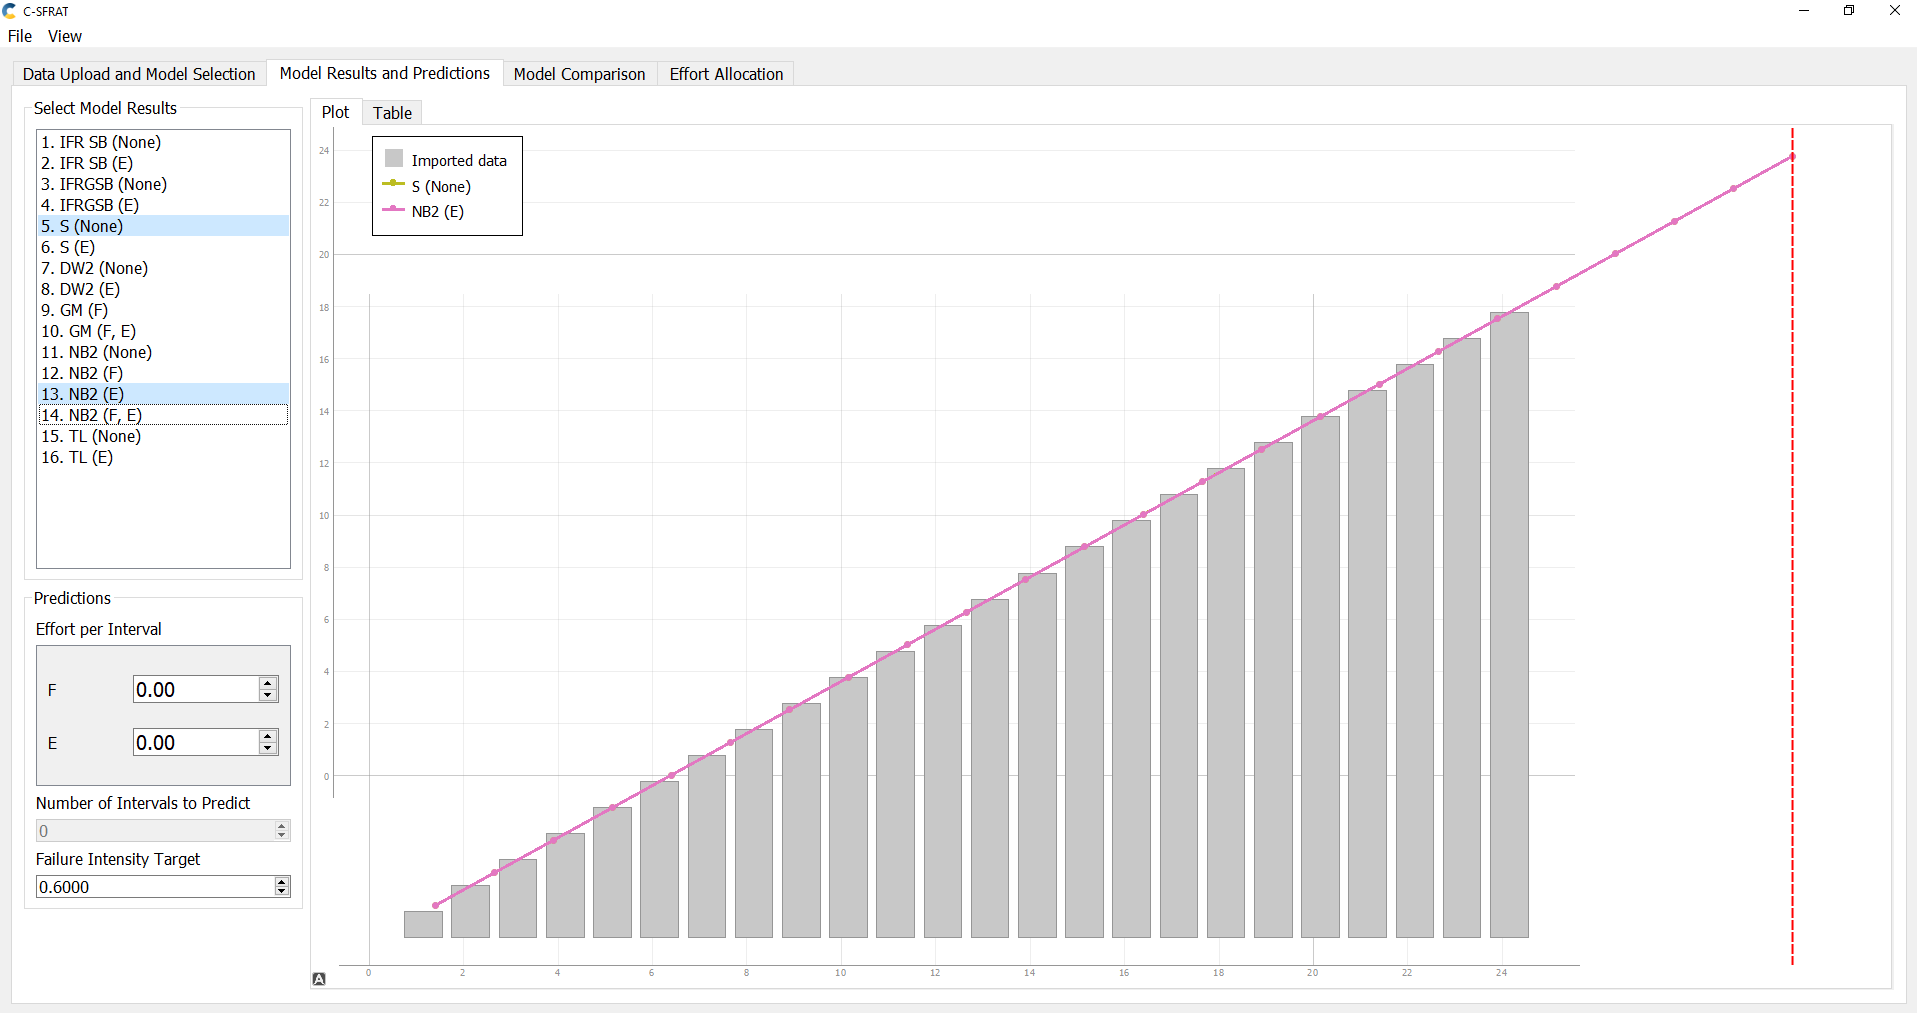 C-SFRAT
File View
Data Upload and Model Selection
Model Results and Predictions
Model Comparison
Effort Allocation
Select Model Results
1. IFR SB (None)
2. IFR SB (E)
3. IFRGSB (None)
4. IFRGSB (E)
5. S (None)
6. S (E)
7. DW2 (None)
8. DW2 (E)
9. GM (F)
10. GM (F, E)
11. NB2 (None)
12. NB2 (F)
13. NB2 (E)
14. NB2 (F, E)
15. TL (None)
16. TL (E)
Predictions
Effort per Interval
F 0.00
E 0.00
Number of Intervals to Predict
0
Failure Intensity Target
0.6000
Plot Table
Imported data
S (None)
NB2 (E)
24
22
20
18
16
14
12
10
8
6
4
2
0
A
0 2 4 6 8 10 12 14 16 18 20 22 24